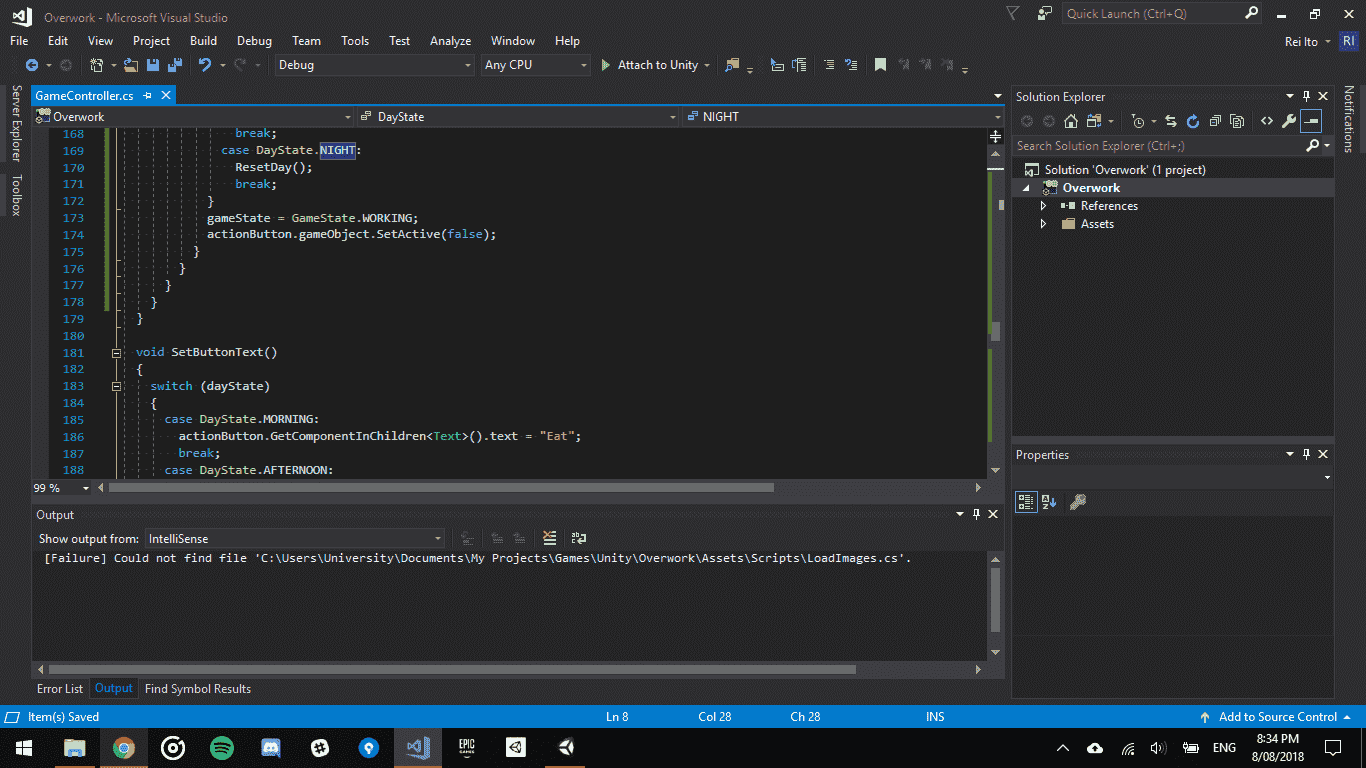 Overwork - Microsoft Visual Studio
Quick Launch (Ctrl+Q)
File Edit View Project Build Debug Team Tools Test Analyze Window Help
Rei Ito RI
Debug Any CPU Attach to Unity
Server Explorer
Toolbox
GameController.cs
Overwork DayState NIGHT
168 break;
169 case DayState.NIGHT:
170 ResetDay();
171 break;
172 }
173 gameState = GameState.WORKING;
174 actionButton.gameObject.SetActive(false);
175 }
176 }
177 }
178 }
179 }
180
181 void SetButtonText()
182 {
183 switch (dayState)
184 {
185 case DayState.MORNING:
186 actionButton.GetComponentInChildren<Text>().text = "Eat";
187 break;
188 case DayState.AFTERNOON:
99 %
Output
Show output from: IntelliSense
[Failure] Could not find file 'C:\Users\University\Documents\My Projects\Games\Unity\Overwork\Assets\Scripts\LoadImages.cs'.
Error List Output Find Symbol Results
Solution Explorer
Search Solution Explorer (Ctrl+;)
Solution 'Overwork' (1 project)
Overwork
References
Assets
Properties
Notifications
Item(s) Saved Ln 8 Col 28 Ch 28 INS Add to Source Control
EPIC
GAMES
ENG
8:34 PM
8/08/2018